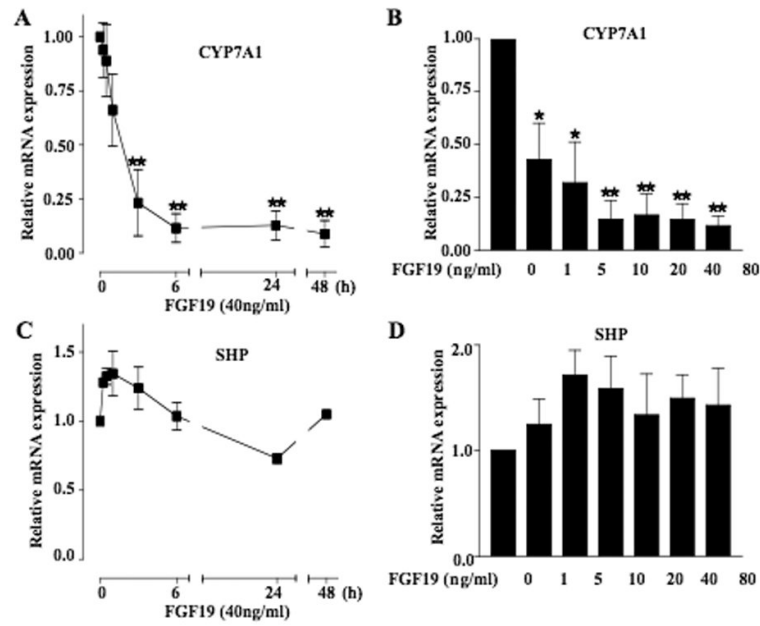 A
CYP7A1
Relative mRNA expression
1.00
0.75
0.50
0.25
0.00
**
**
**
**
0 6 24 48 (h)
FGF19 (40ng/ml)
B
CYP7A1
Relative mRNA expression
1.00
0.75
0.50
0.25
0.00
*
*
**
**
**
**
FGF19 (ng/ml) 0 1 5 10 20 40 80
C
SHP
Relative mRNA expression
1.5
1.0
0.5
0.0
0 6 24 48 (h)
FGF19 (40ng/ml)
D
SHP
Relative mRNA expression
2.0
1.0
0.0
FGF19 (ng/ml) 0 1 5 10 20 40 80